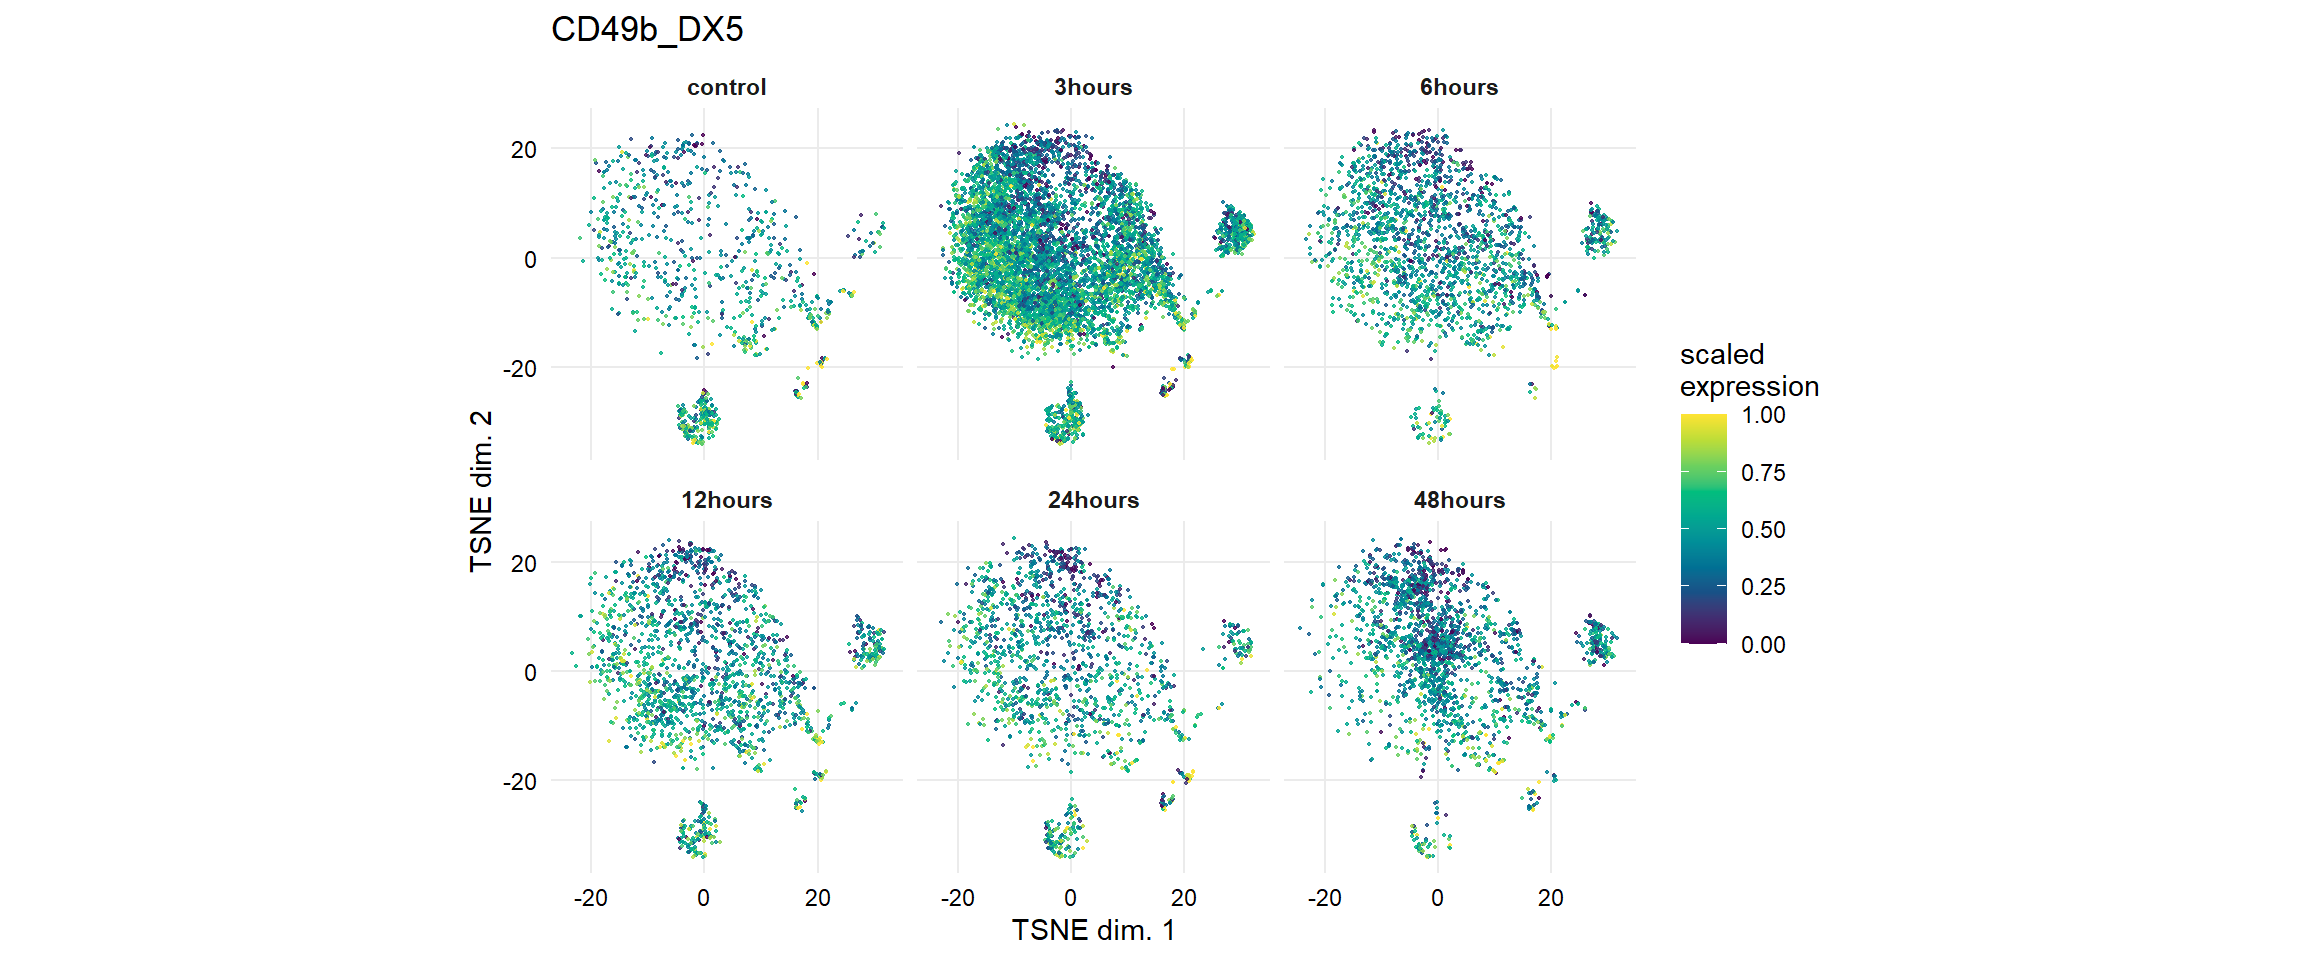 CD49b_DX5
control
3hours
6hours
20
0
-20
12hours
24hours
48hours
20
0
-20
-20 0 20
-20 0 20
-20 0 20
TSNE dim. 1
TSNE dim. 2
scaled
expression
1.00
0.75
0.50
0.25
0.00